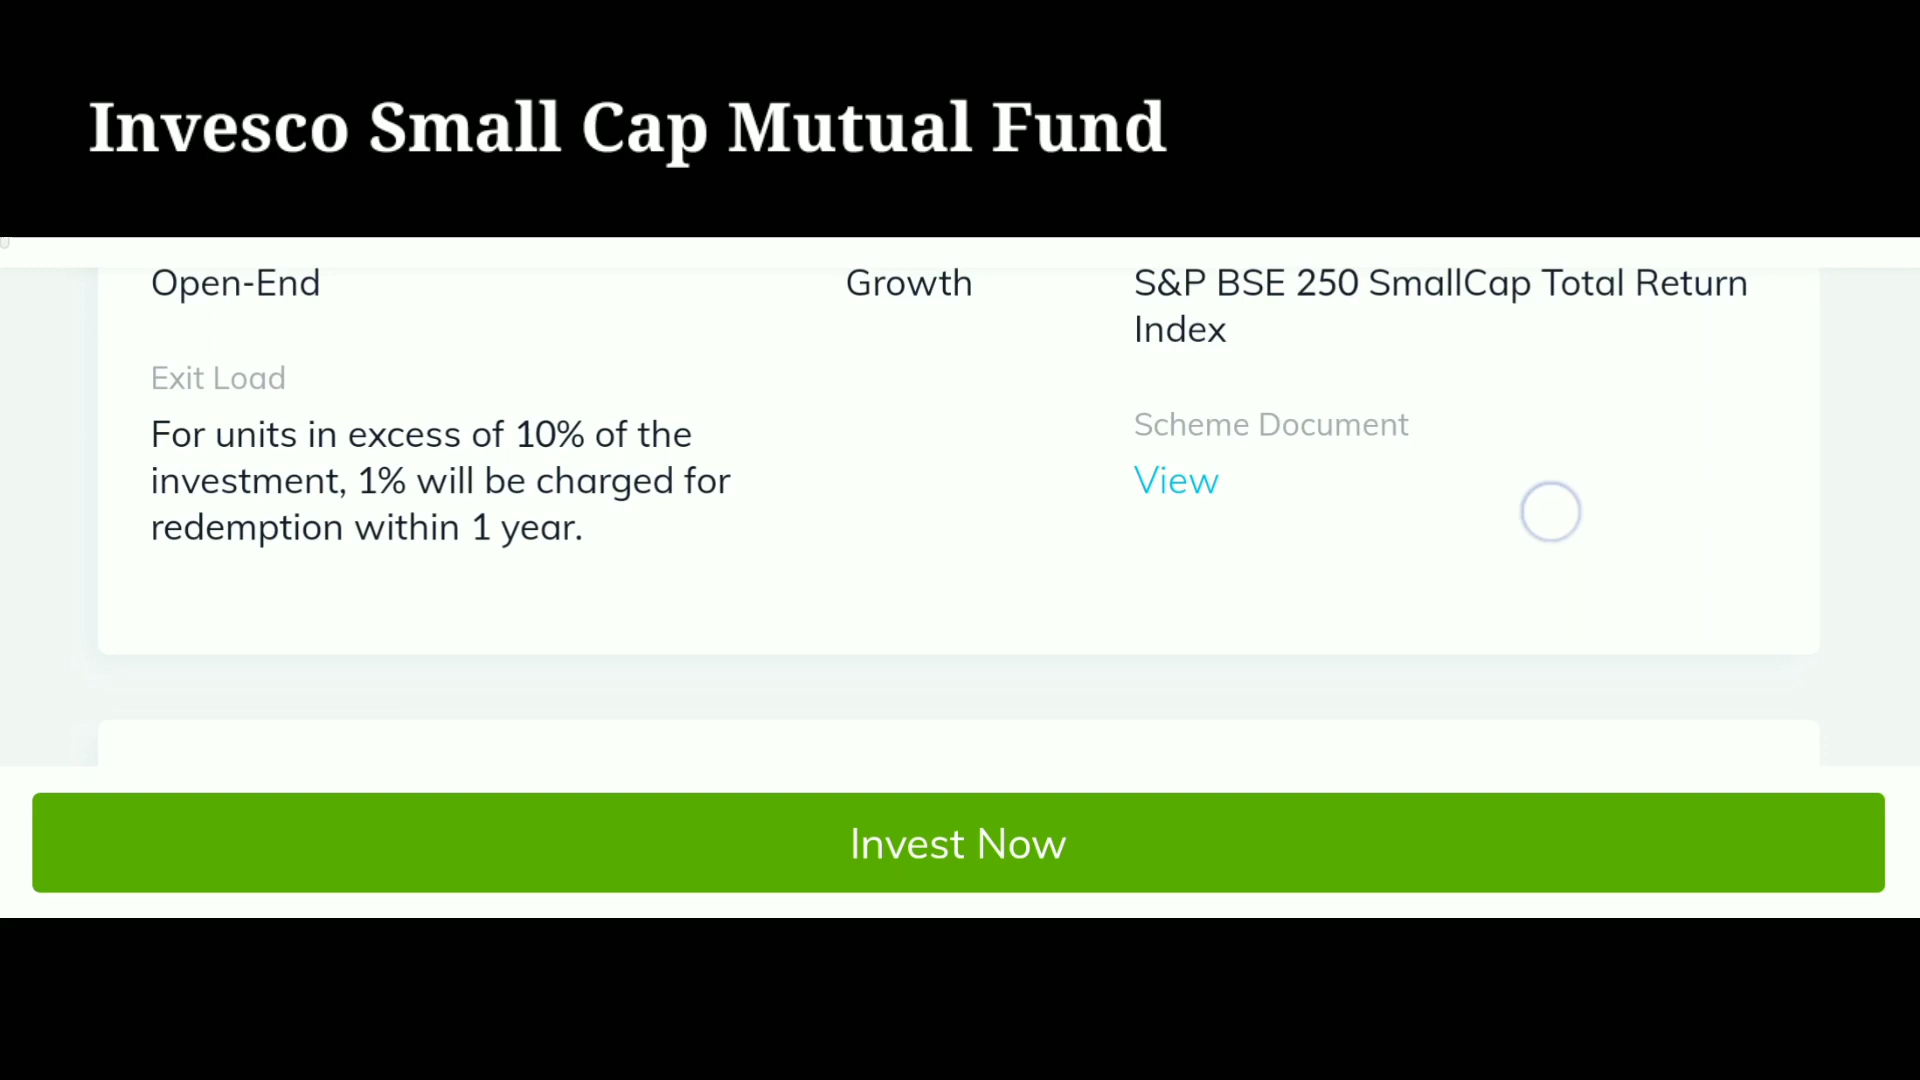 Invesco Small Cap Mutual Fund
Open-End
Growth
S&P BSE 250 SmallCap Total Return
Index
Exit Load
For units in excess of 10% of the
investment, 1% will be charged for
redemption within 1 year.
Scheme Document
View
Invest Now